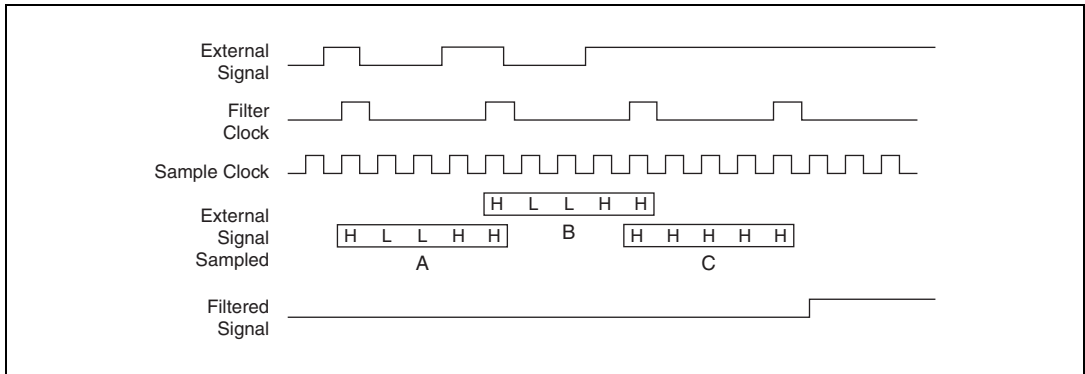 External
Signal
Filter
Clock
Sample Clock
H L L H H
B
External
Signal
Sampled
H L L H H
A
H H H H H
C
Filtered
Signal